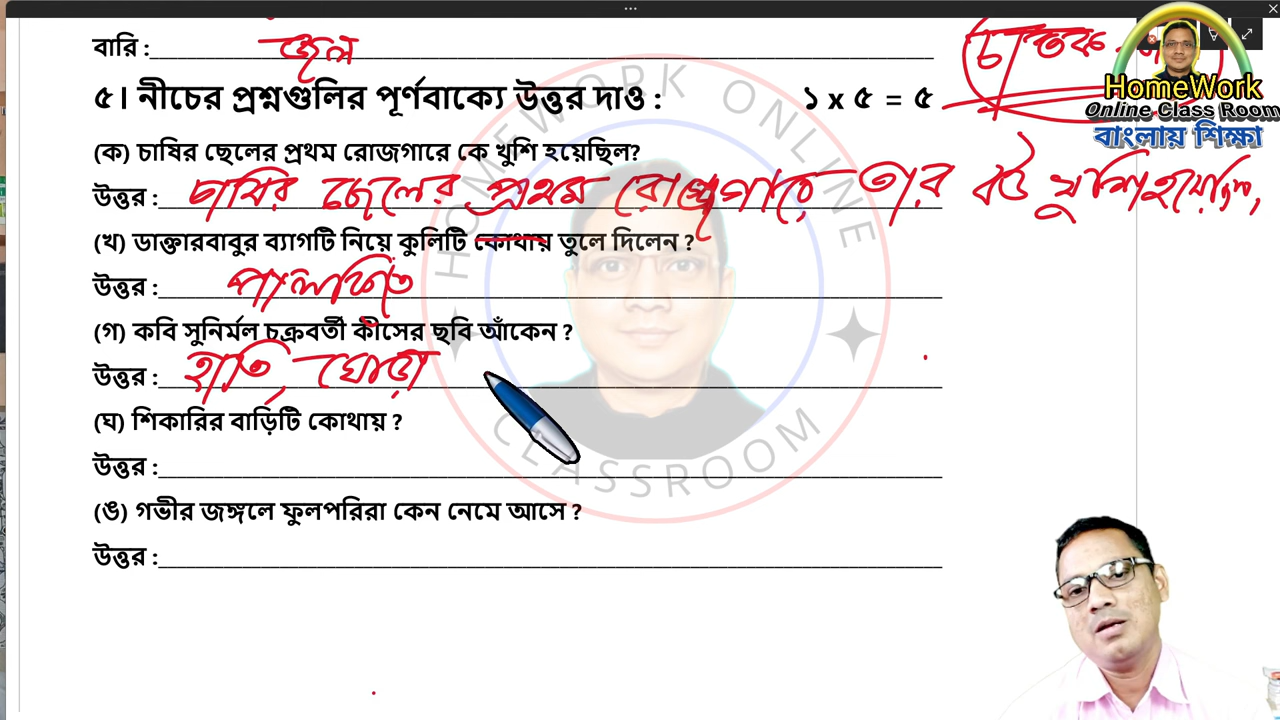 বারি : জল
৫। নীচের প্রশ্নগুলির পূর্ণবাক্যে উত্তর দাও : ১ x ৫ = ৫
HomeWork
Online Class Room
বাংলায় শিক্ষা
(ক) চাষির ছেলের প্রথম রোজগারে কে খুশি হয়েছিল?
উত্তর : চাষির ছেলের প্রথম রোজগারে তার বউ খুশি হয়েছিল,
(খ) ডাক্তারবাবুর ব্যাগটি নিয়ে কুলিটি কোথায় তুলে দিলেন ?
উত্তর : পালকিতে
(গ) কবি সুনির্মল চক্রবর্তী কীসের ছবি আঁকেন ?
উত্তর : হাতি, ঘোড়া
(ঘ) শিকারির বাড়িটি কোথায় ?
উত্তর :
(ঙ) গভীর জঙ্গলে ফুলপরিরা কেন নেমে আসে ?
উত্তর :
HOMEWORK ONLINE
CLASSROOM